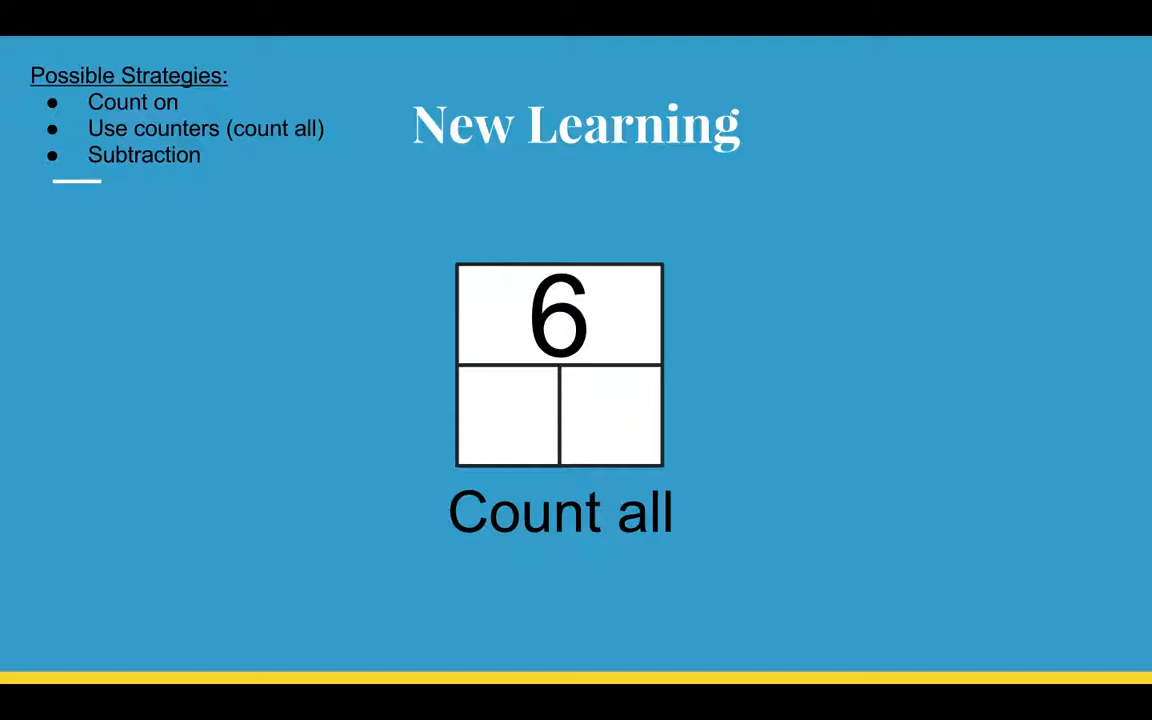 Possible Strategies:
● Count on
● Use counters (count all)
● Subtraction
New Learning
6
Count all